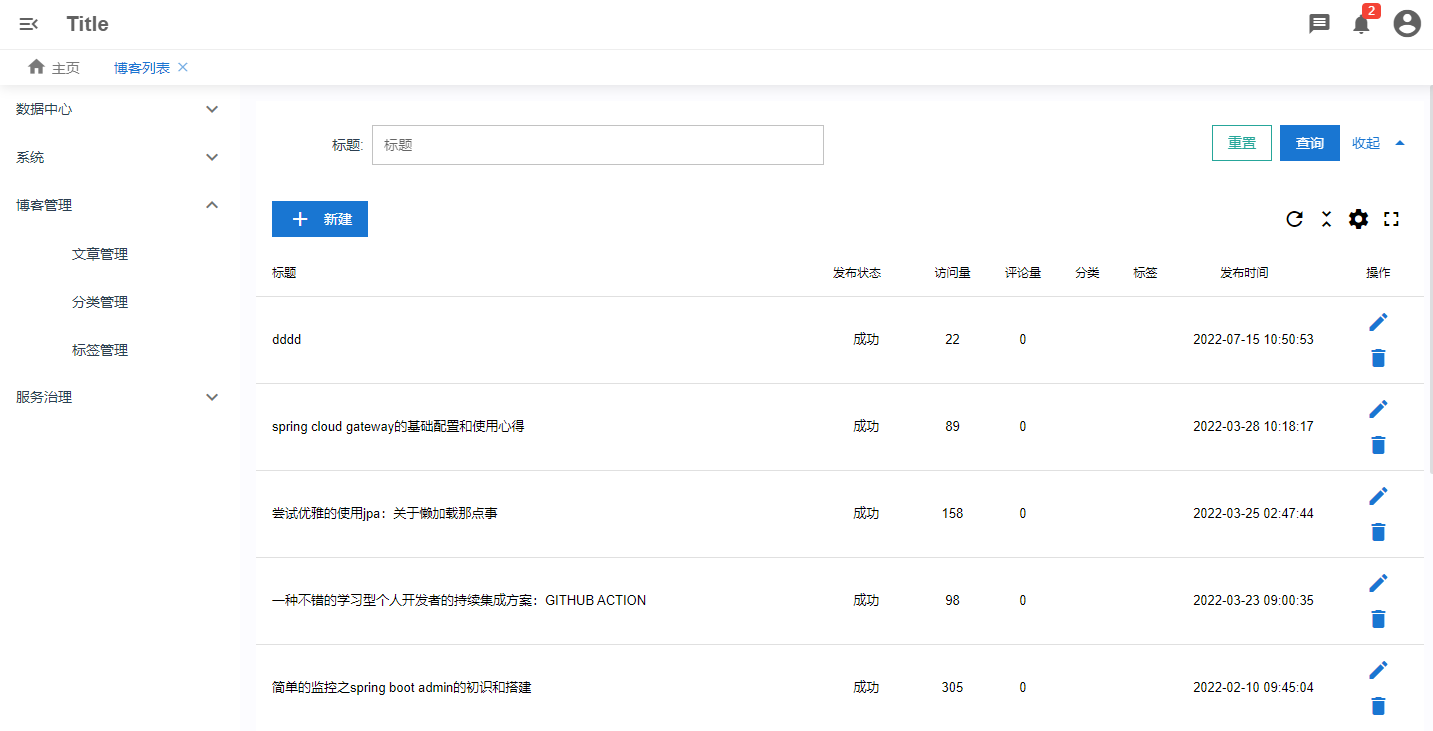 Title
2
主页 博客列表
数据中心
系统
博客管理
文章管理
分类管理
标签管理
服务治理
标题: 标题 重置 查询 收起
新建
标题 发布状态 访问量 评论量 分类 标签 发布时间 操作
dddd 成功 22 0 2022-07-15 10:50:53
spring cloud gateway的基础配置和使用心得 成功 89 0 2022-03-28 10:18:17
尝试优雅的使用jpa：关于懒加载那点事 成功 158 0 2022-03-25 02:47:44
一种不错的学习型个人开发者的持续集成方案：GITHUB ACTION 成功 98 0 2022-03-23 09:00:35
简单的监控之spring boot admin的初识和搭建 成功 305 0 2022-02-10 09:45:04